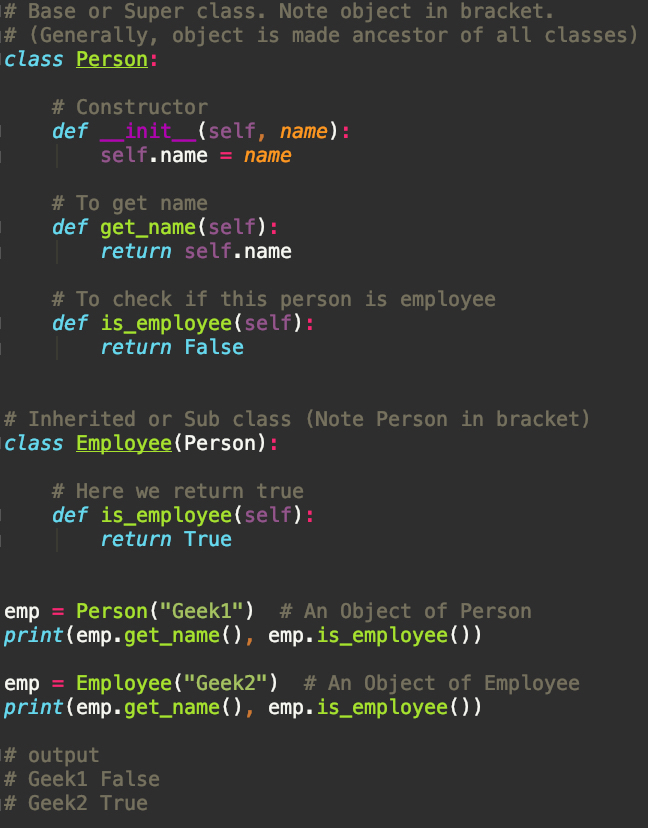 # Base or Super class. Note object in bracket.
# (Generally, object is made ancestor of all classes)
class Person:
    # Constructor
    def __init__(self, name):
        self.name = name
    # To get name
    def get_name(self):
        return self.name
    # To check if this person is employee
    def is_employee(self):
        return False
# Inherited or Sub class (Note Person in bracket)
class Employee(Person):
    # Here we return true
    def is_employee(self):
        return True
emp = Person("Geek1")  # An Object of Person
print(emp.get_name(), emp.is_employee())
emp = Employee("Geek2")  # An Object of Employee
print(emp.get_name(), emp.is_employee())
# output
# Geek1 False
# Geek2 True